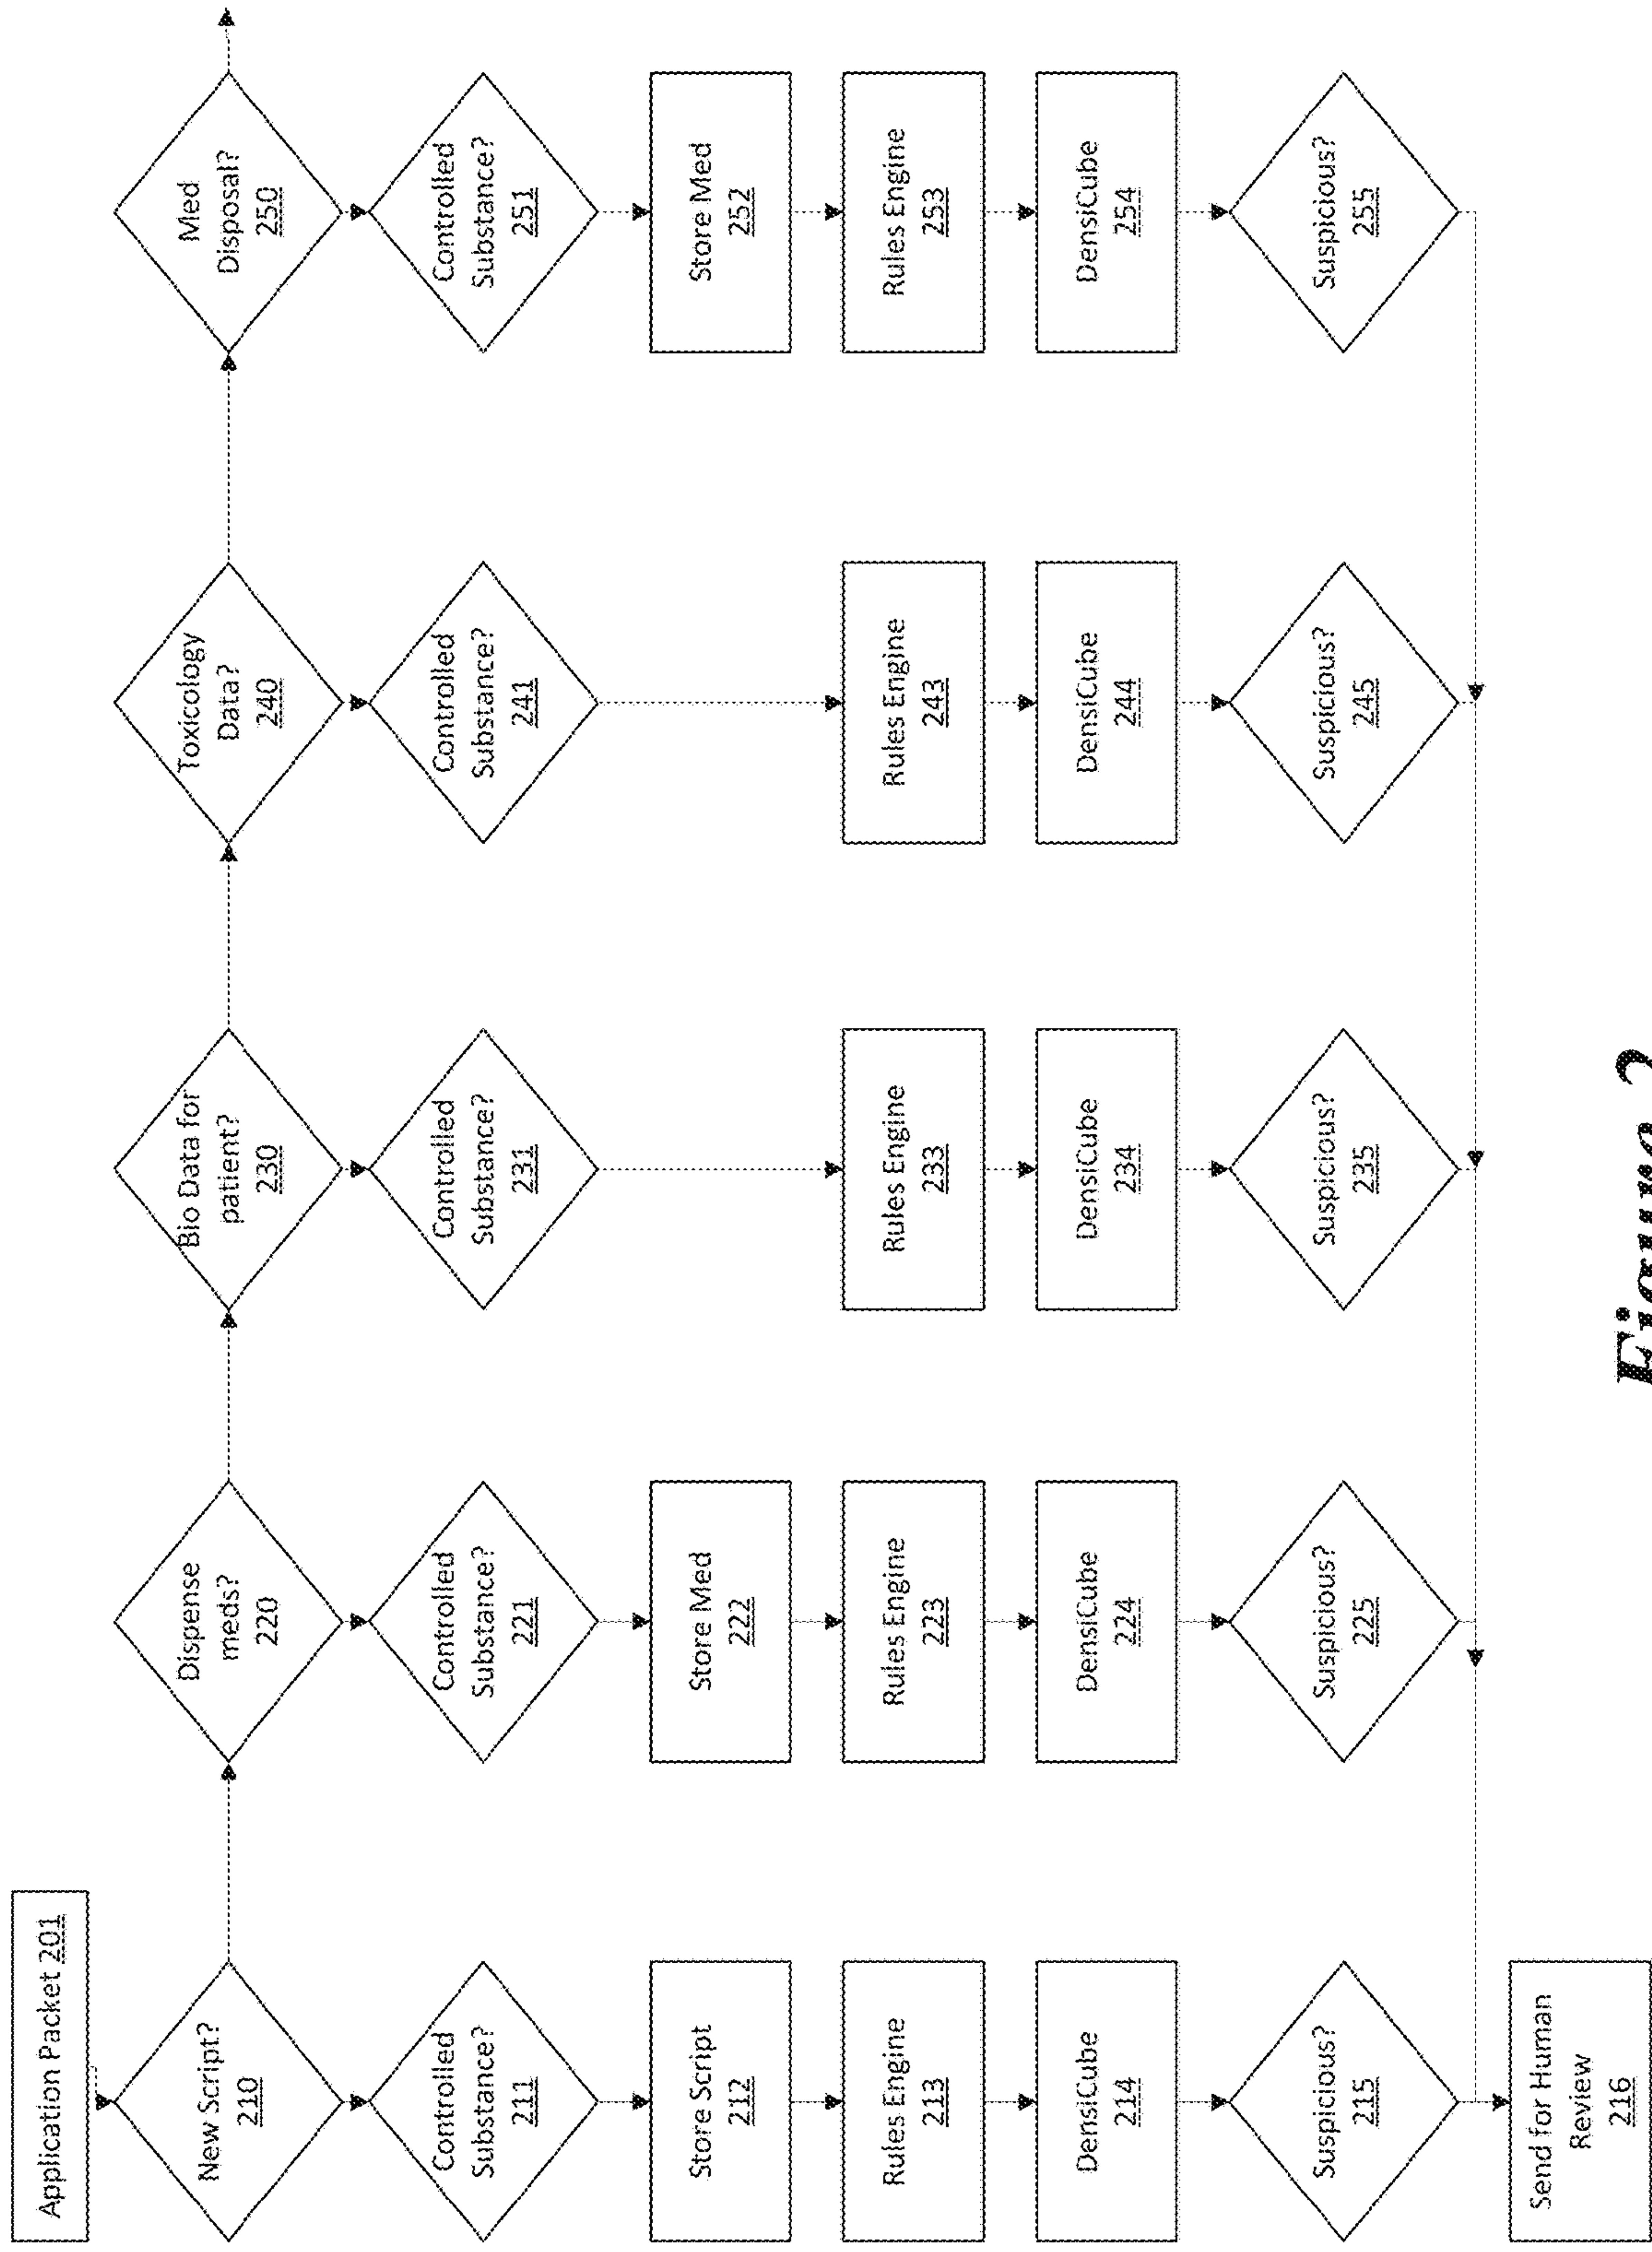 Application Packet 201
New Script?
210
Controlled
Substance?
211
Store Script
212
Rules Engine
213
DensiCube
214
Suspicious?
215
Send for Human
Review
216
Dispense
meds?
220
Controlled
Substance?
221
Store Med
222
Rules Engine
223
DensiCube
224
Suspicious?
225
Bio Data for
patient?
230
Controlled
Substance?
231
Rules Engine
233
DensiCube
234
Suspicious?
235
Toxicology
Data?
240
Controlled
Substance?
241
Rules Engine
243
DensiCube
244
Suspicious?
245
Med
Disposal?
250
Controlled
Substance?
251
Store Med
252
Rules Engine
253
DensiCube
254
Suspicious?
255
Figure 2